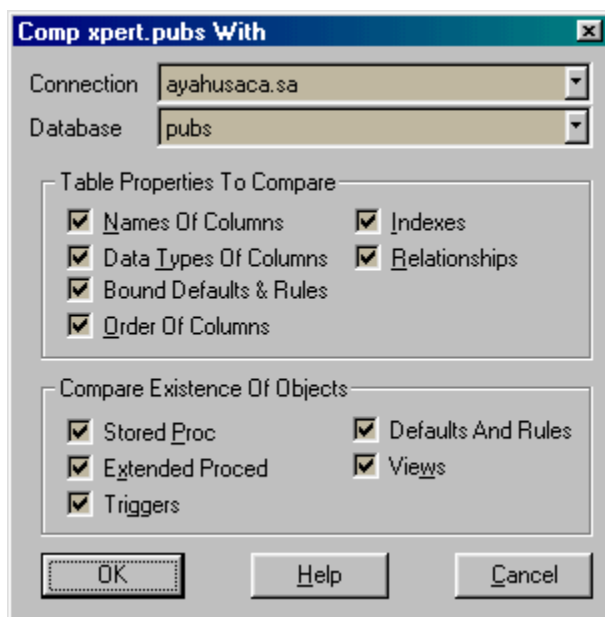 Comp xpert.pubs With
Connection ayahusaca.sa
Database pubs
Table Properties To Compare
Names Of Columns Indexes
Data Types Of Columns Relationships
Bound Defaults & Rules
Order Of Columns
Compare Existence Of Objects
Stored Proc Defaults And Rules
Extended Proced Views
Triggers
OK Help Cancel